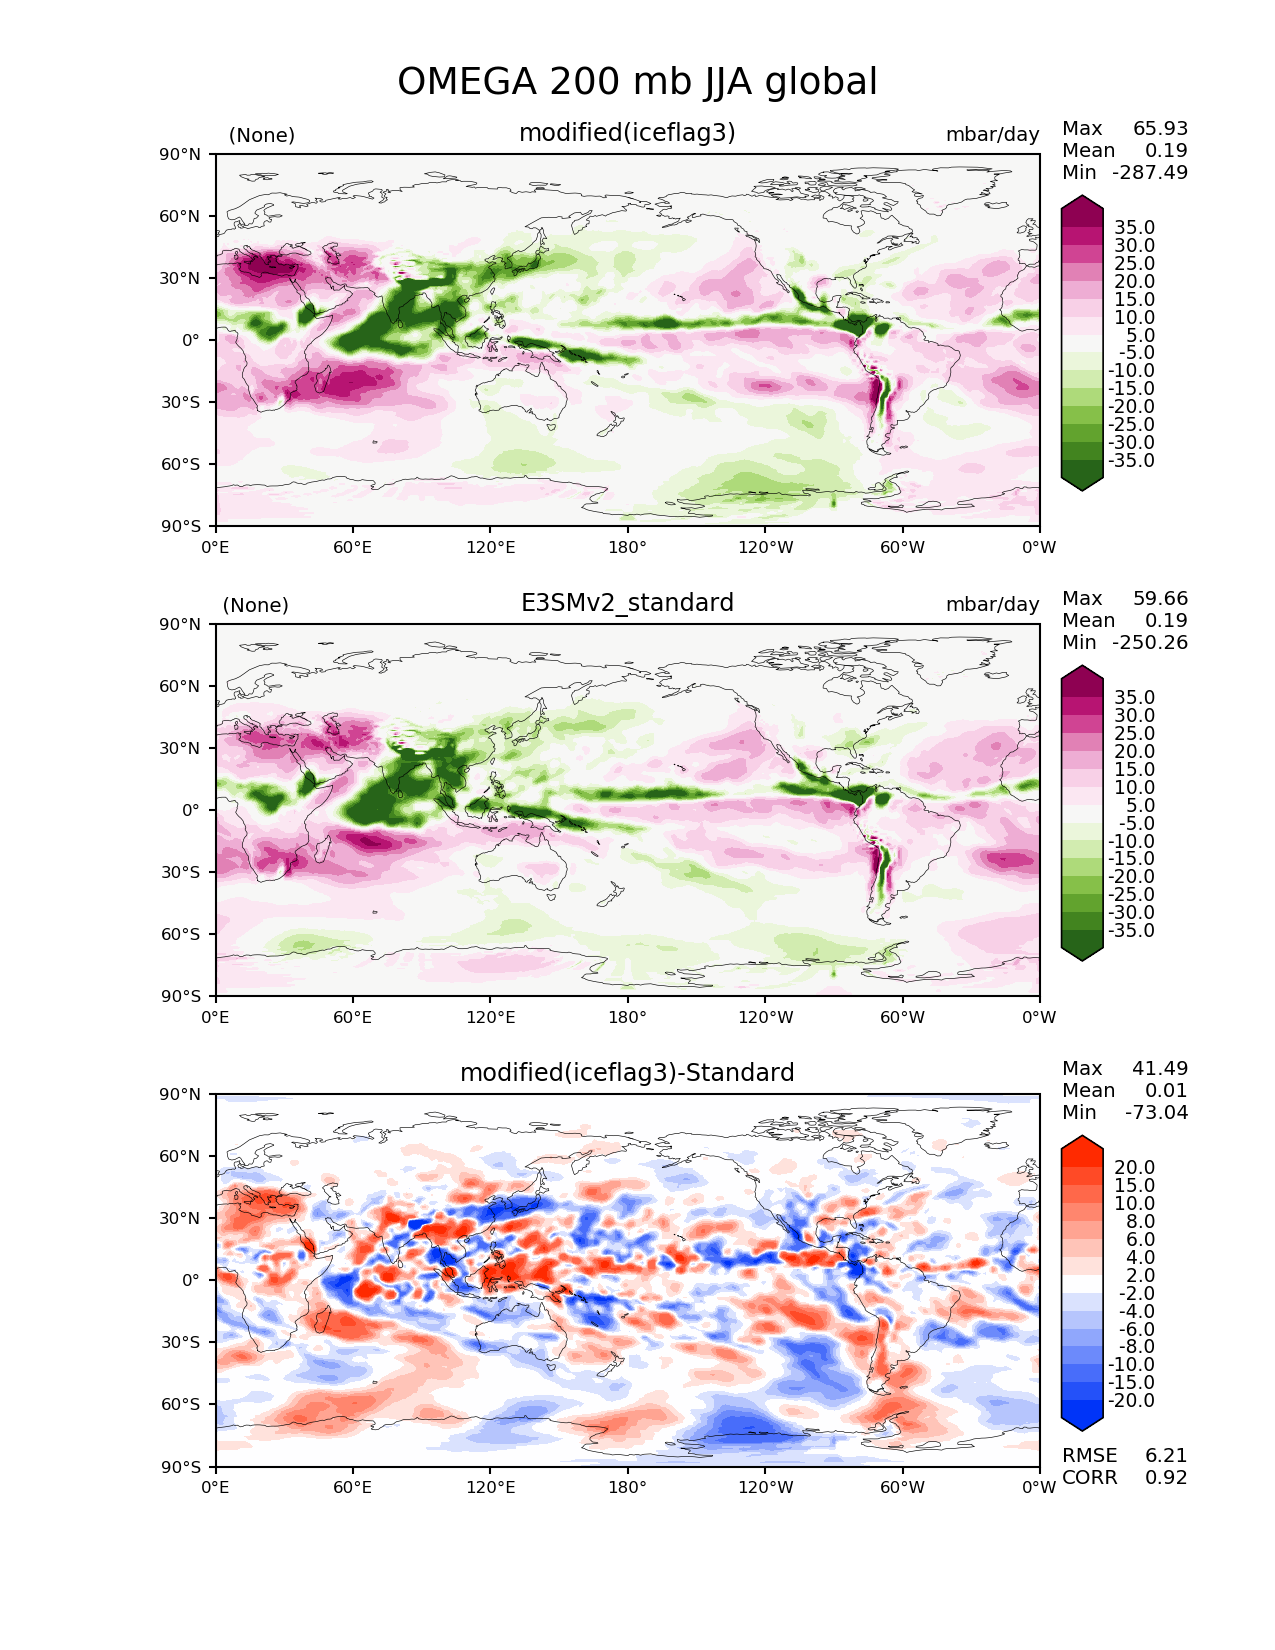 OMEGA 200 mb JJA global
(None) modified(iceflag3) mbar/day
Max 65.93
Mean 0.19
Min -287.49
90°N
60°N
30°N
0°
30°S
60°S
90°S
0°E 60°E 120°E 180° 120°W 60°W 0°W
35.0
30.0
25.0
20.0
15.0
10.0
5.0
-5.0
-10.0
-15.0
-20.0
-25.0
-30.0
-35.0
(None) E3SMv2_standard mbar/day
Max 59.66
Mean 0.19
Min -250.26
90°N
60°N
30°N
0°
30°S
60°S
90°S
0°E 60°E 120°E 180° 120°W 60°W 0°W
35.0
30.0
25.0
20.0
15.0
10.0
5.0
-5.0
-10.0
-15.0
-20.0
-25.0
-30.0
-35.0
modified(iceflag3)-Standard
Max 41.49
Mean 0.01
Min -73.04
90°N
60°N
30°N
0°
30°S
60°S
90°S
0°E 60°E 120°E 180° 120°W 60°W 0°W
20.0
15.0
10.0
8.0
6.0
4.0
2.0
-2.0
-4.0
-6.0
-8.0
-10.0
-15.0
-20.0
RMSE 6.21
CORR 0.92